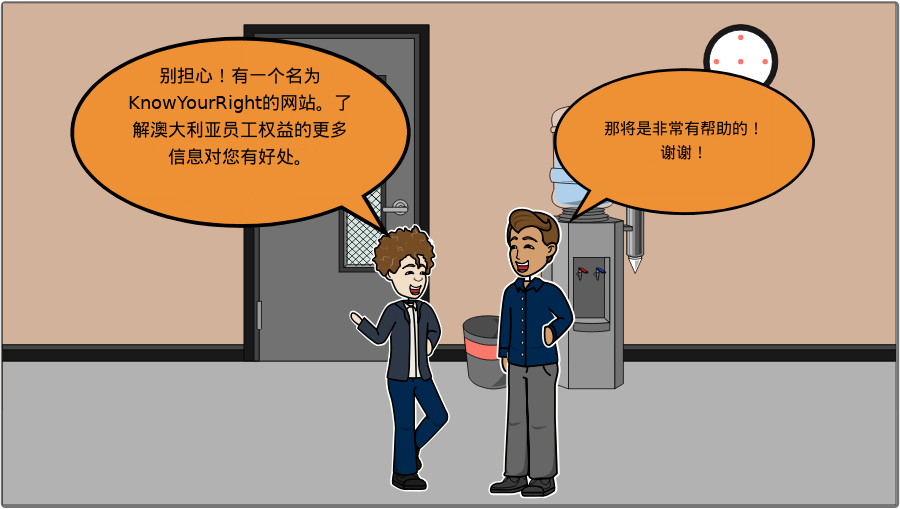 别担心！有一个名为
KnowYourRight的网站。了
解澳大利亚员工权益的更多
信息对您有好处。
那将是非常有帮助的！
谢谢！